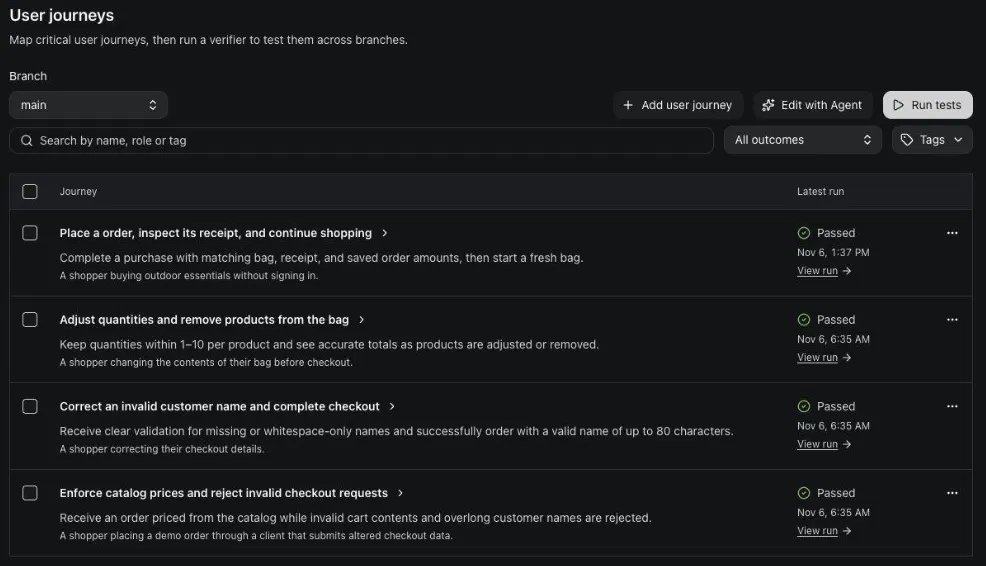 User journeys
Map critical user journeys, then run a verifier to test them across branches.
Branch
main
Add user journey
Edit with Agent
Run tests
Search by name, role or tag
All outcomes
Tags
Journey
Latest run
Place a order, inspect its receipt, and continue shopping
Passed
Complete a purchase with matching bag, receipt, and saved order amounts, then start a fresh bag.
Nov 6, 1:37 PM
A shopper buying outdoor essentials without signing in.
View run
Adjust quantities and remove products from the bag
Passed
Keep quantities within 1–10 per product and see accurate totals as products are adjusted or removed.
Nov 6, 6:35 AM
A shopper changing the contents of their bag before checkout.
View run
Correct an invalid customer name and complete checkout
Passed
Receive clear validation for missing or whitespace-only names and successfully order with a valid name of up to 80 characters.
Nov 6, 6:35 AM
A shopper correcting their checkout details.
View run
Enforce catalog prices and reject invalid checkout requests
Passed
Receive an order priced from the catalog while invalid cart contents and overlong customer names are rejected.
Nov 6, 6:35 AM
A shopper placing a demo order through a client that submits altered checkout data.
View run